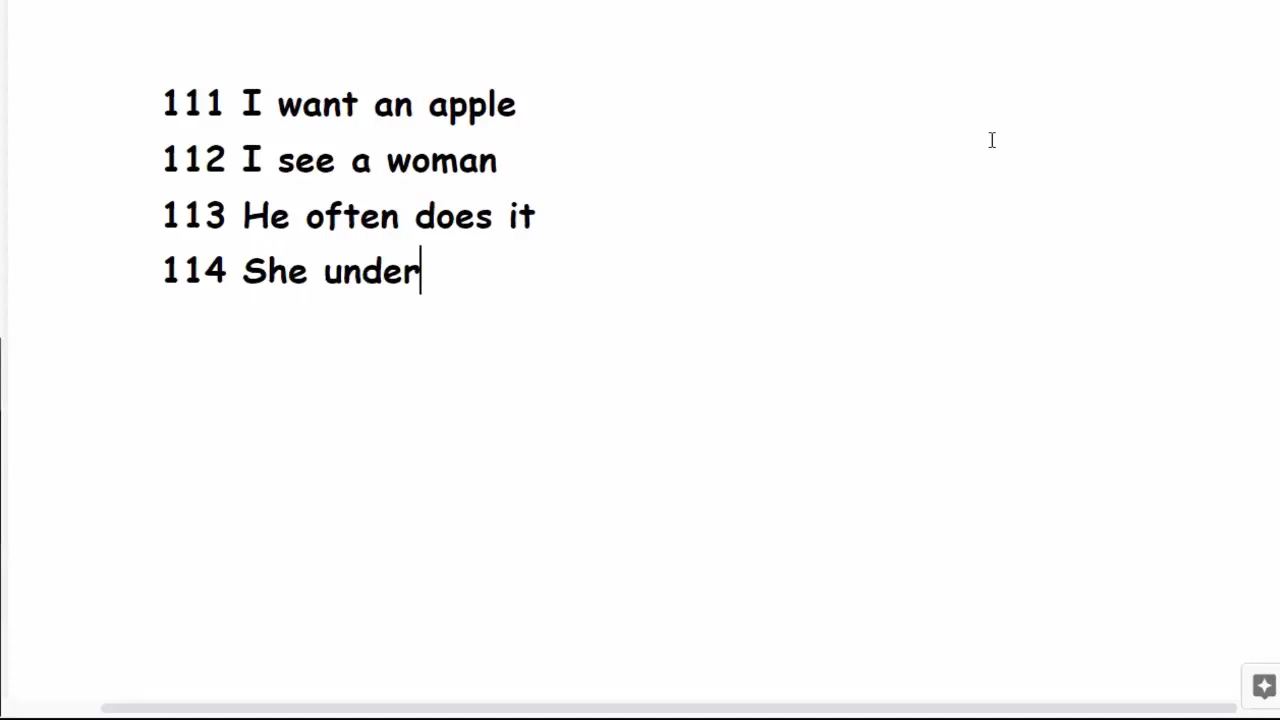 111 I want an apple
112 I see a woman
113 He often does it
114 She under